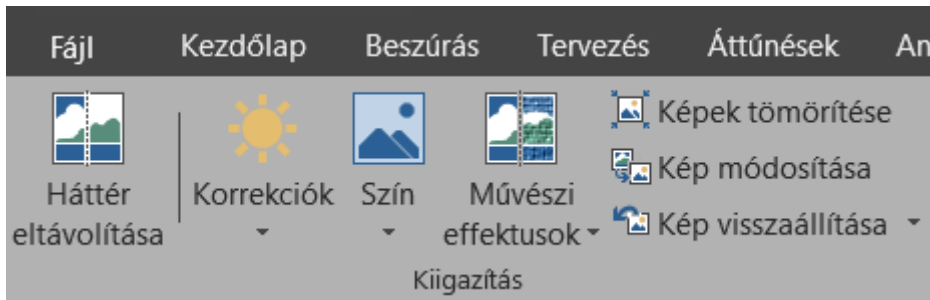 Fájl Kezdőlap Beszúrás Tervezés Áttűnések An
Háttér
eltávolítása
Korrekciók
Szín
Művészi
effektusok
Képek tömörítése
Kép módosítása
Kép visszaállítása
Kiigazítás